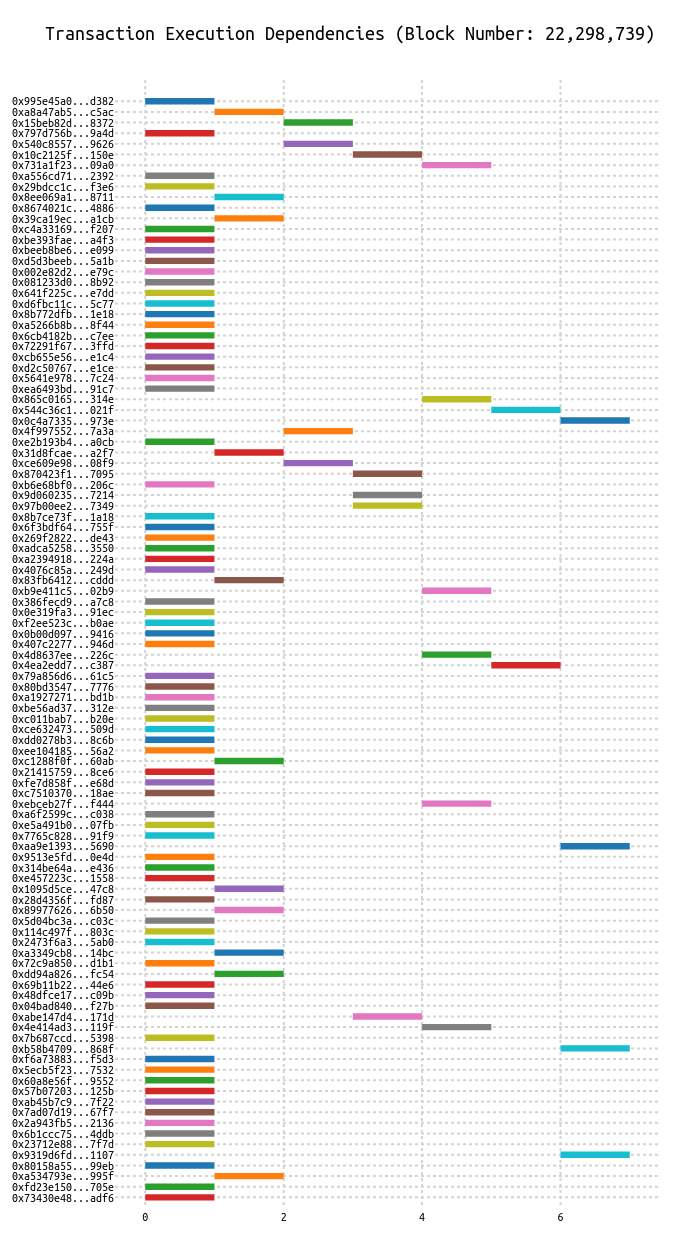 Transaction Execution Dependencies (Block Number: 22,298,739)
0x995e45a0...d382
0xa8a47ab5...c5ac
0x15beb82d...8372
0x797d756b...9a4d
0x540c8557...9626
0x10c2125f...150e
0x731a1f23...09a0
0xa556cd71...2392
0x29bdcc1c...f3e6
0x8ee069a1...8711
0x8674021c...4886
0x39ca19ec...a1cb
0xc4a33169...f207
0xbe393fae...a4f3
0xbeeb8be6...e099
0xd5d3beeb...5a1b
0x002e82d2...e79c
0x081233d0...8b92
0x641f225c...e7dd
0xd6fbc11c...5c77
0x8b772dfb...1e18
0xa5266b8b...8f44
0x6cb4182b...c7ee
0x72291f67...3ffd
0xcb655e56...e1c4
0xd2c50767...e1ce
0x5641e978...7c24
0xea6493bd...91c7
0x865c0165...314e
0x544c36c1...021f
0x0c4a7335...973e
0x4f997552...7a3a
0xe2b193b4...a0cb
0x31d8fcae...a2f7
0xce609e98...08f9
0x870423f1...7095
0xb6e68bf0...206c
0x9d060235...7214
0x97b00ee2...7349
0x8b7ce73f...1a18
0x6f3bdf64...755f
0x269f2822...de43
0xadca5258...3550
0xa2394918...224a
0x4076c85a...249d
0x83fb6412...cddd
0xb9e411c5...02b9
0x386fecd9...a7c8
0x0e319fa3...91ec
0xf2ee523c...b0ae
0x0b00d097...9416
0x407c2277...946d
0x4d8637ee...226c
0x4ea2edd7...c387
0x79a856d6...61c5
0x80bd3547...7776
0xa1927271...bd1b
0xbe56ad37...312e
0xc011bab7...b20e
0xce632473...509d
0xdd0278b3...8c6b
0xee104185...56a2
0xc1288f0f...60ab
0x21415759...8ce6
0xfe7d858f...e68d
0xc7510370...18ae
0xebceb27f...f444
0xa6f2599c...c038
0xe5a491b0...07fb
0x7765c828...91f9
0xaa9e1393...5690
0x9513e5fd...0e4d
0x314be64a...e436
0xe457223c...1558
0x1095d5ce...47c8
0x28d4356f...fd87
0x89977626...6b50
0x5d04bc3a...c03c
0x114c497f...803c
0x2473f6a3...5ab0
0xa3349cb8...14bc
0x72c9a850...d1b1
0xdd94a826...fc54
0x69b11b22...44e6
0x48dfce17...c09b
0x04bad840...f27b
0xabe147d4...171d
0x4e414ad3...119f
0x7b687ccd...5398
0xb58b4709...868f
0xf6a73883...f5d3
0x5ecb5f23...7532
0x60a8e56f...9552
0x57b07203...125b
0xab45b7c9...7f22
0x7ad07d19...67f7
0x2a943fb5...2136
0x6b1ccc75...4ddb
0x23712e88...7f7d
0x9319d6fd...1107
0x80158a55...99eb
0xa534793e...995f
0xfd23e150...705e
0x73430e48...adf6
0 2 4 6